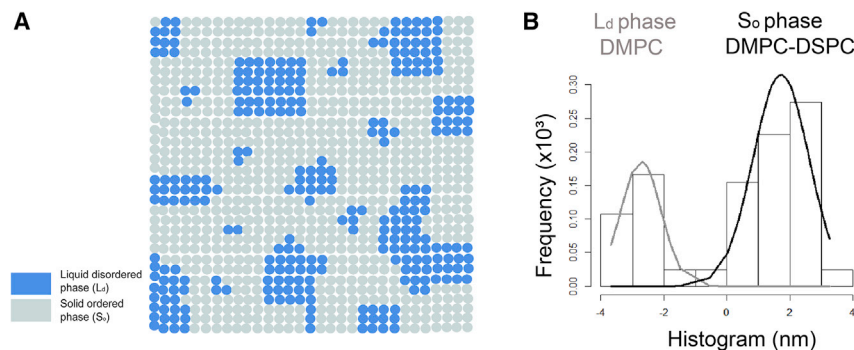 A
Liquid disordered
phase (Ld)
Solid ordered
phase (So)
B
Ld phase
DMPC
So phase
DMPC-DSPC
Frequency (x10³)
0.30
0.25
0.20
0.15
0.10
0.05
0.00
-4 -2 0 2 4
Histogram (nm)